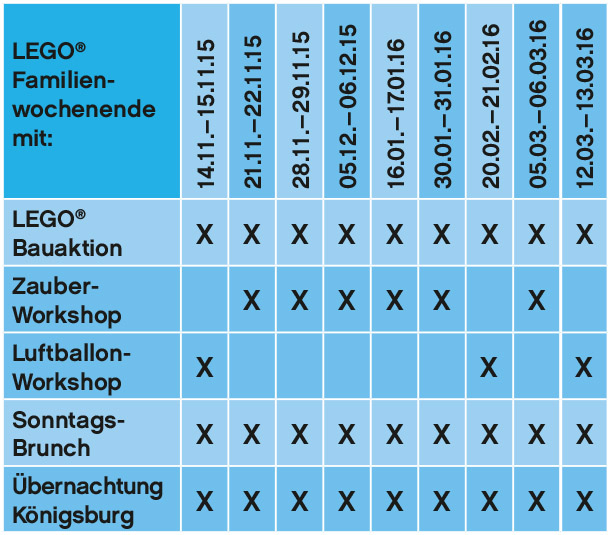 LEGO®
Familien-
wochenende
mit:
14.11.–15.11.15
21.11.–22.11.15
28.11.–29.11.15
05.12.–06.12.15
16.01.–17.01.16
30.01.–31.01.16
20.02.–21.02.16
05.03.–06.03.16
12.03.–13.03.16
LEGO®
Bauaktion
X X X X X X X X X
Zauber-
Workshop
X X X X X X
Luftballon-
Workshop
X X X
Sonntags-
Brunch
X X X X X X X X X
Übernachtung
Königsburg
X X X X X X X X X